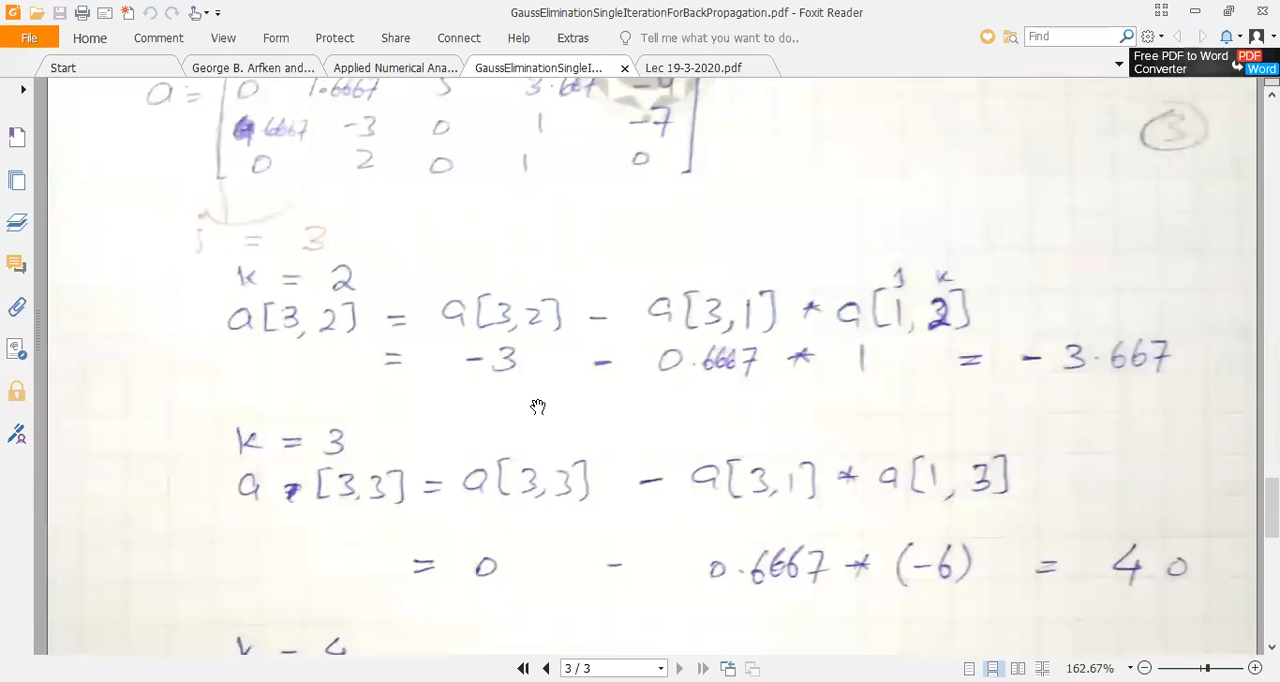 GaussEliminationSingleIterationForBackPropagation.pdf - Foxit Reader
File Home Comment View Form Protect Share Connect Help Extras Tell me what you want to do.. Find
Start George B. Arfken and... Applied Numerical An... GaussEliminationSingleI... Lec 19-3-2020.pdf
Free PDF to Word Converter
PDF Word
a = 0 1.6667 5 3.667 -4
.6667 -3 0 1 -7
0 2 0 1 0
3
i = 3
k = 2
j k
a[3,2] = a[3,2] - a[3,1] * a[1,2]
= -3 - 0.6667 * 1 = -3.667
k = 3
a [3,3] = a[3,3] - a[3,1] * a[1,3]
= 0 - 0.6667 * (-6) = 4 0
k = 4
3 / 3
162.67%